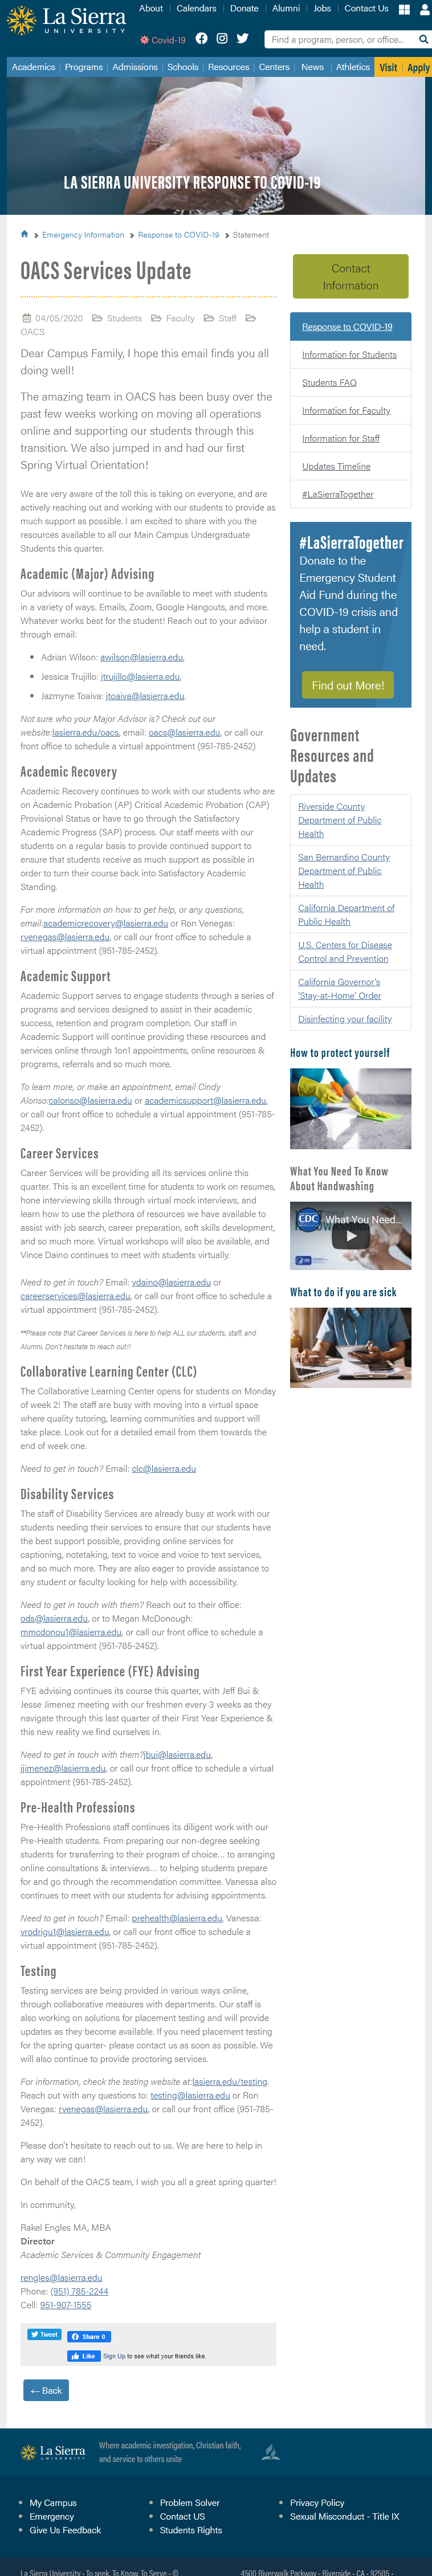 La Sierra
UNIVERSITY
About
Calendars
Donate
Alumni
Jobs
Contact Us
Covid-19
Find a program, person, or office...
Academics
Programs
Admissions
Schools
Resources
Centers
News
Athletics
Visit
Apply
LA SIERRA UNIVERSITY RESPONSE TO COVID-19
Emergency Information
Response to COVID-19
Statement
OACS Services Update
04/05/2020 Students Faculty Staff
OACS
Dear Campus Family, I hope this email finds you all
doing well!
The amazing team in OACS has been busy over the
past few weeks working on moving all operations
online and supporting our students through this
transition. We also jumped in and had our first
Spring Virtual Orientation!
We are very aware of the toll this is taking on everyone, and are
actively reaching out and working with our students to provide as
much support as possible. I am excited to share with you the
resources available to all our Main Campus Undergraduate
Students this quarter.
Academic (Major) Advising
Our advisors will continue to be available to meet with students
in a variety of ways. Emails, Zoom, Google Hangouts, and more.
Whatever works best for the student! Reach out to your advisor
through email:
Adrian Wilson: awilson@lasierra.edu,
Jessica Trujillo: jtrujillo@lasierra.edu,
Jazmyne Toaiva: jtoaiva@lasierra.edu.
Not sure who your Major Advisor is? Check out our
website:lasierra.edu/oacs, email: oacs@lasierra.edu, or call our
front office to schedule a virtual appointment (951-785-2452)
Academic Recovery
Academic Recovery continues to work with our students who are
on Academic Probation (AP) Critical Academic Probation (CAP)
Provisional Status or have to go through the Satisfactory
Academic Progress (SAP) process. Our staff meets with our
students on a regular basis to help identify areas of support in
order for them to course correct back into Satisfactory Academic
Standing.
For more information on how to get help, or any questions,
email:academicrecovery@lasierra.edu or Ron Venegas:
rvenegas@lasierra.edu, or call our front office to schedule a
virtual appointment (951-785-2452).
Academic Support
Academic Support serves to engage students through a series of
programs and services designed to assist in their academic
success, retention and program completion. Our staff in
Academic Support will continue providing these resources and
services online through 1on1 appointments, online resources &
programs, referrals and so much more.
To learn more, or make an appointment, email Cindy
Alonso:calonso@lasierra.edu or academicsupport@lasierra.edu,
or call our front office to schedule a virtual appointment (951-785-
2452).
Career Services
Career Services will be providing all its services online this
quarter. This is an excellent time for students to work on resumes,
hone interviewing skills through virtual mock interviews, and
learn how to use the plethora of online resources to support
career search, work and career preparation, soft skills development,
and so much more. Virtual workshops will also be available, and
Vince Daino continues to meet with students virtually.
Need to get in touch? Email: vdaino@lasierra.edu or
careerservices@lasierra.edu, or call our front office to schedule a
virtual appointment (951-785-2452).
**Please note that Career Services is here to help ALL our students, staff, and
Alumni. Don't hesitate to reach out!!
Collaborative Learning Center (CLC)
The Collaborative Learning Center opens for students on Monday
of week 2! The staff are busy with moving into a virtual space
where quality tutoring, learning communities and support will take
place. Look out for a detailed email from them towards the end
of week one.
Need to get in touch? Email: clc@lasierra.edu
Disability Services
The staff of Disability Services are already busy at work with our
students and online services to ensure that our students have
the best support possible, providing online services for
captioning, notetaking, text to voice and voice to text services,
and so much more. They are also eager to provide assistance to
any student or faculty looking for help with accessibility.
Need to get in touch with them? Reach out to their office:
ods@lasierra.edu, or to Megan McDonough:
mmcdonou1@lasierra.edu, or call our front office to schedule a
virtual appointment (951-785-2452).
First Year Experience (FYE) Advising
FYE advising continues its course this quarter, with Jeff Bui &
Jesse Jimenez meeting with our freshmen every 3 weeks as they
navigate through this last quarter of their First Year Experience &
this new reality we find ourselves in.
Need to get in touch with them?jbui@lasierra.edu,
jjimenez@lasierra.edu, or call our front office to schedule a virtual
appointment (951-785-2452).
Pre-Health Professions
Pre-Health Professions staff continues its diligent work with our
Pre-Health students. From preparing our non-degree seeking
students for transferring to their program of choice... to arranging
online consultations & interviews... to helping students prepare
for and go through the recommendation committee. Vanessa also
continues to meet with our students for advising appointments.
Need to get in touch? Email: prehealth@lasierra.edu, Vanessa:
vrodrigu1@lasierra.edu, or call our front office to schedule a
virtual appointment (951-785-2452).
Testing
Testing services are being provided in various ways, online,
through collaborative measures with departments. Our staff is
also looking for online platforms to support placement and will
provide updates as they become available. If you need placement testing
for the spring quarter- please contact us as soon as possible. We
will also continue to provide proctoring services.
For information, check the testing website at:lasierra.edu/testing.
Reach out with any questions to: testing@lasierra.edu or Ron
Venegas: rvenegas@lasierra.edu, or call our front office (951-785-
2452).
Please don't hesitate to reach out to us. We are here to help in
any way we can!
On behalf of the OACS team, I wish you all a great spring quarter!
In community,
Rakel Engles MA, MBA
Director
Academic Services & Community Engagement
rengles@lasierra.edu
Phone: (951) 785-2244
Cell: 951-907-1555
Tweet
Share 0
Like
Sign Up to see what your friends like.
← Back
Contact
Information
Response to COVID-19
Information for Students
Students FAQ
Information for Faculty
Information for Staff
Updates Timeline
#LaSierraTogether
#LaSierraTogether
Donate to the
Emergency Student
Aid Fund during the
COVID-19 crisis and
help a student in
need.
Find out More!
Government
Resources and
Updates
Riverside County
Department of Public
Health
San Bernardino County
Department of Public
Health
California Department of
Public Health
U.S. Centers for Disease
Control and Prevention
California Governor's
'Stay-at-Home' Order
Disinfecting your facility
How to protect yourself
What You Need To Know
About Handwashing
CDC
What You Need...
What to do if you are sick
La Sierra
UNIVERSITY
Where academic investigation, Christian faith,
and service to others unite
My Campus
Emergency
Give Us Feedback
Problem Solver
Contact US
Students Rights
Privacy Policy
Sexual Misconduct - Title IX
La Sierra University - To seek, To Know, To Serve - ©
4500 Riverwalk Parkway - Riverside - CA - 92505 -